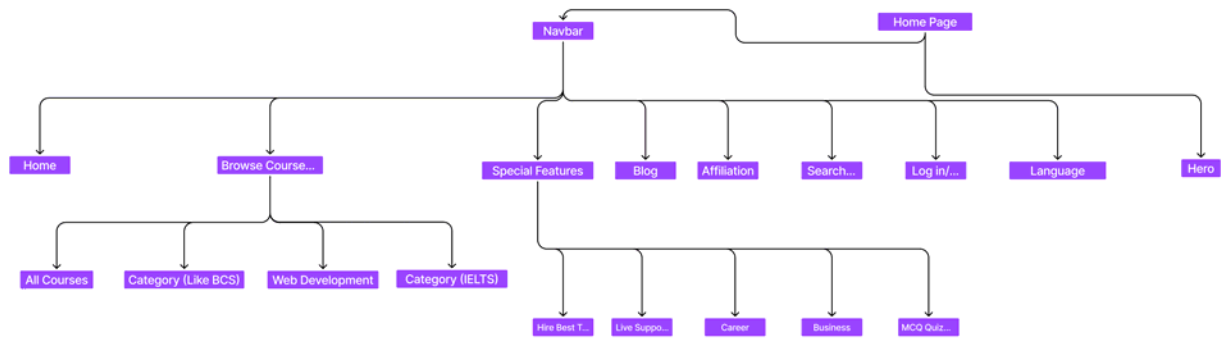 Navbar
Home Page
Home
Browse Course...
Special Features
Blog
Affiliation
Search...
Log in/...
Language
Hero
All Courses
Category (Like BCS)
Web Development
Category (IELTS)
Hire Best T...
Live Suppo...
Career
Business
MCQ Quiz...